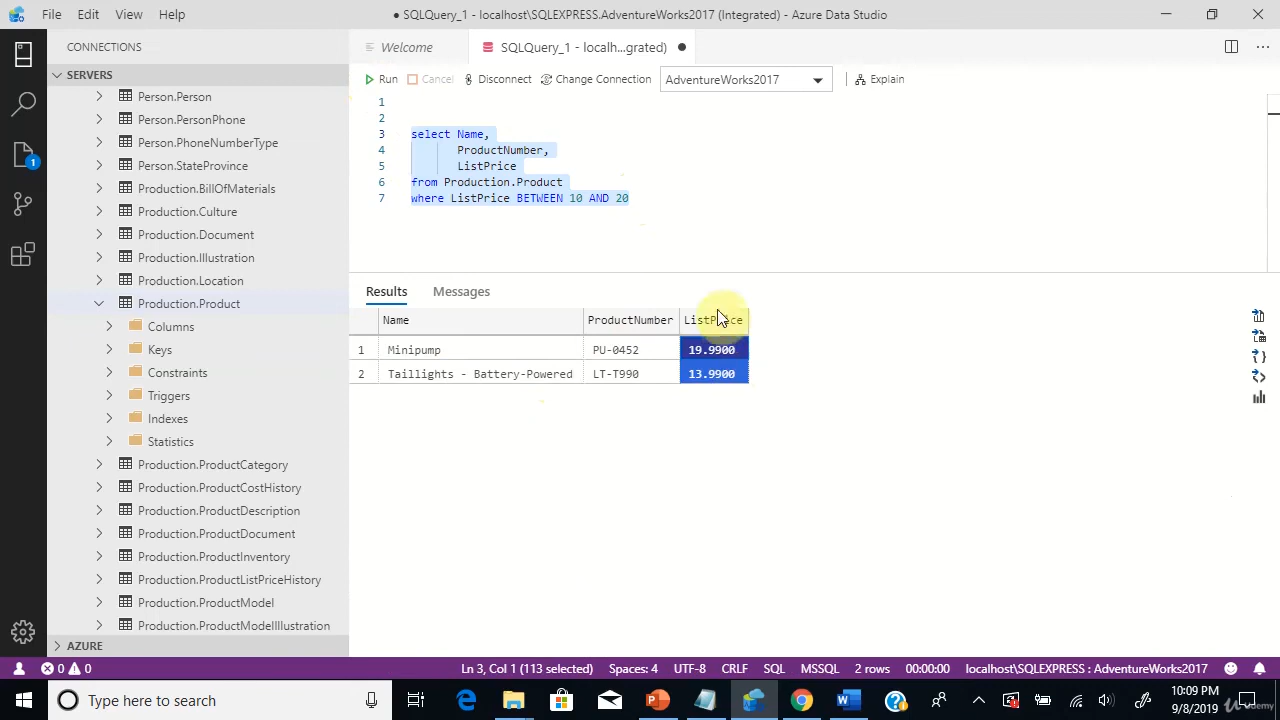 File Edit View Help ● SQLQuery_1 - localhost\SQLEXPRESS.AdventureWorks2017 (Integrated) - Azure Data Studio
CONNECTIONS
Welcome
SQLQuery_1 - localh...grated) ●
SERVERS
Run Cancel Disconnect Change Connection AdventureWorks2017 Explain
Person.Person
Person.PersonPhone
Person.PhoneNumberType
Person.StateProvince
Production.BillOfMaterials
Production.Culture
Production.Document
Production.Illustration
Production.Location
Production.Product
Columns
Keys
Constraints
Triggers
Indexes
Statistics
Production.ProductCategory
Production.ProductCostHistory
Production.ProductDescription
Production.ProductDocument
Production.ProductInventory
Production.ProductListPriceHistory
Production.ProductModel
Production.ProductModelIllustration
AZURE
1
2
3 select Name,
4 ProductNumber,
5 ListPrice
6 from Production.Product
7 where ListPrice BETWEEN 10 AND 20
Results Messages
Name ProductNumber ListPrice
1 Minipump PU-0452 19.9900
2 Taillights - Battery-Powered LT-T990 13.9900
1
0 0 Ln 3, Col 1 (113 selected) Spaces: 4 UTF-8 CRLF SQL MSSQL 2 rows 00:00:00 localhost\SQLEXPRESS : AdventureWorks2017
Type here to search
10:09 PM
9/8/2019
Udemy